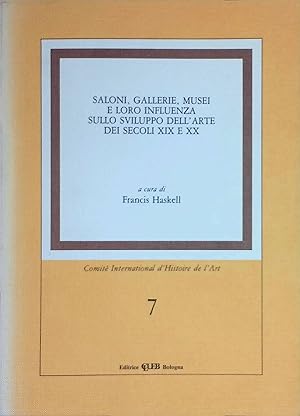 SALONI, GALLERIE, MUSEI
E LORO INFLUENZA
SULLO SVILUPPO DELL'ARTE
DEI SECOLI XIX E XX
a cura di
Francis Haskell
Comité International d'Histoire de l'Art
7
Editrice CLUEB Bologna